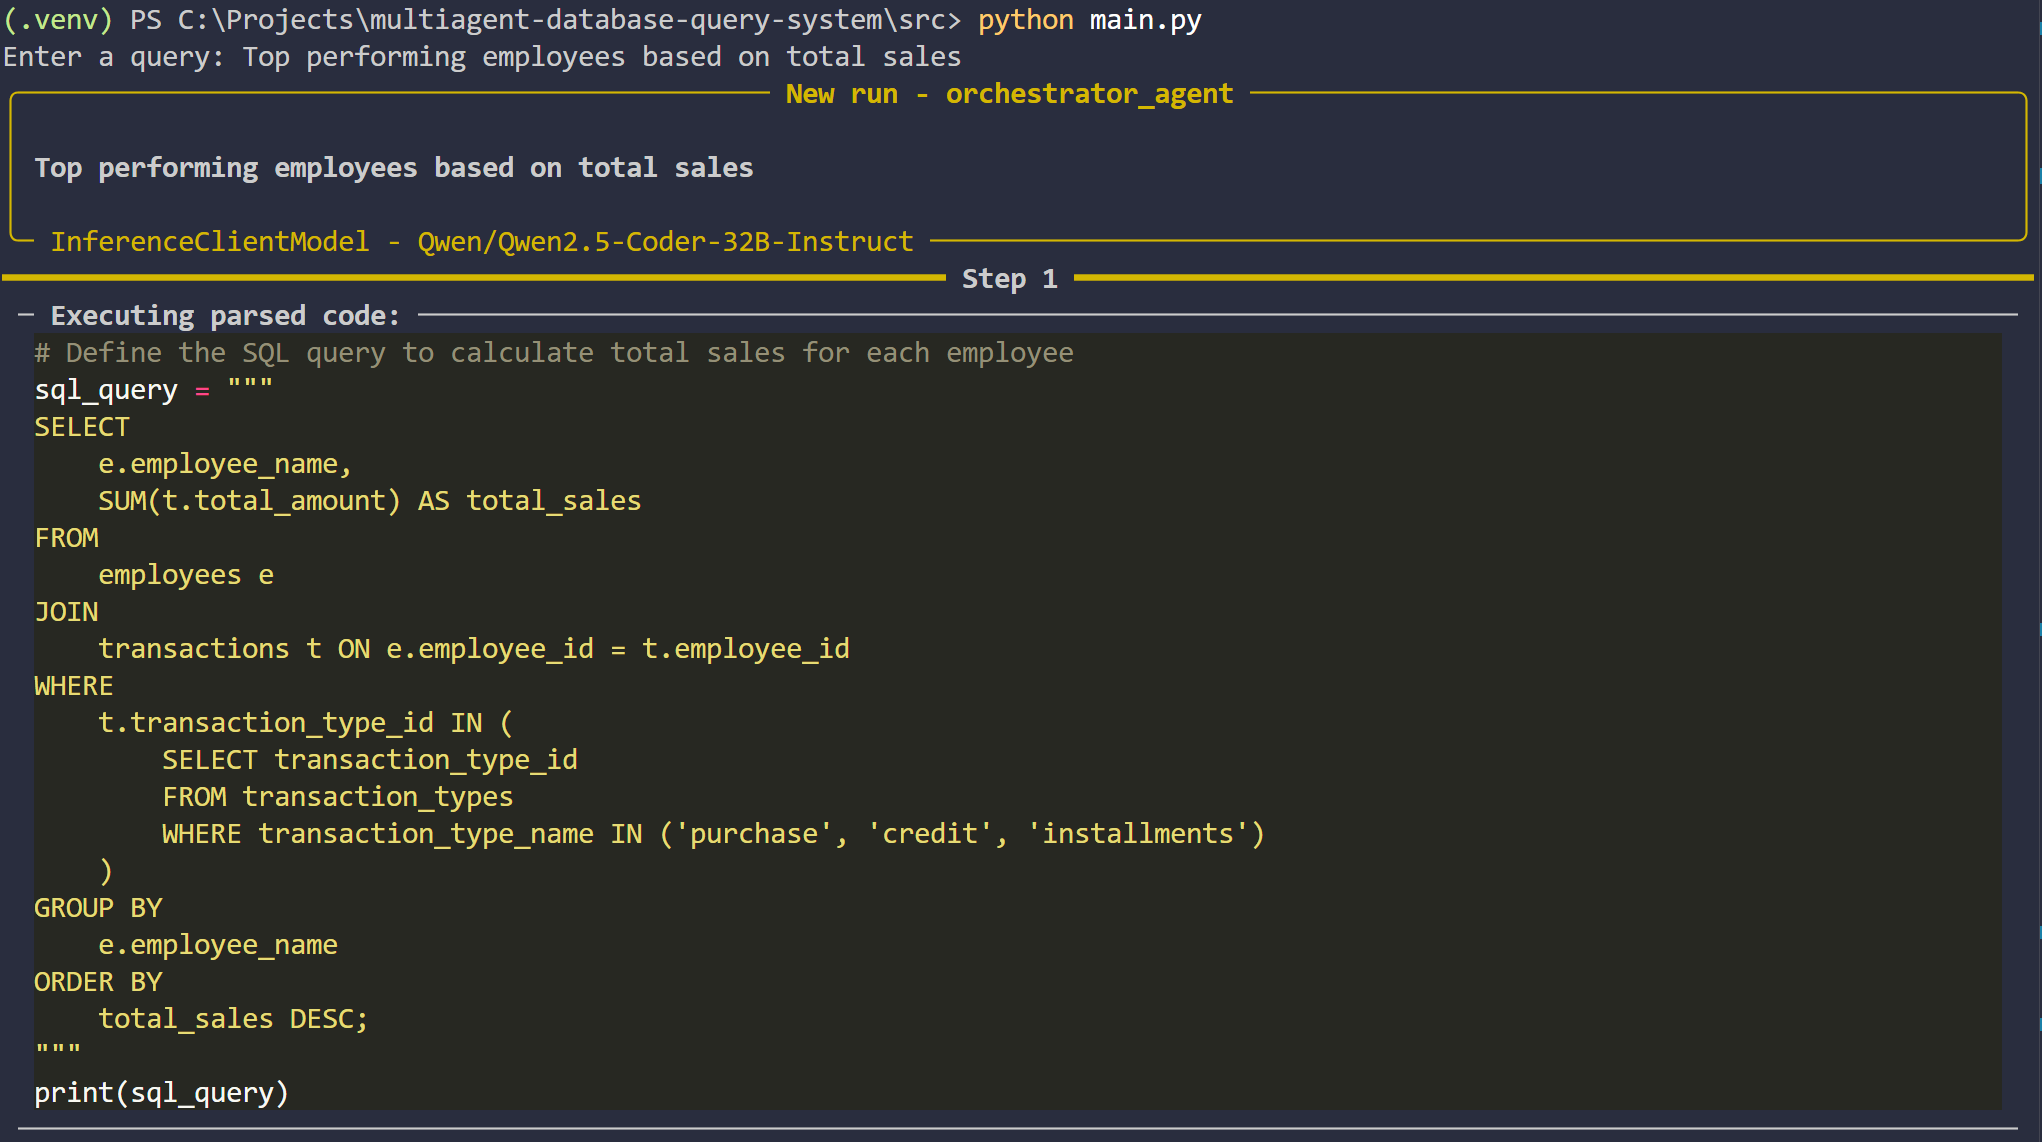 (.venv) PS C:\Projects\multiagent-database-query-system\src> python main.py
Enter a query: Top performing employees based on total sales
New run - orchestrator_agent
Top performing employees based on total sales
InferenceClientModel - Qwen/Qwen2.5-Coder-32B-Instruct
Step 1
Executing parsed code:
# Define the SQL query to calculate total sales for each employee
sql_query = """
SELECT
    e.employee_name,
    SUM(t.total_amount) AS total_sales
FROM
    employees e
JOIN
    transactions t ON e.employee_id = t.employee_id
WHERE
    t.transaction_type_id IN (
        SELECT transaction_type_id
        FROM transaction_types
        WHERE transaction_type_name IN ('purchase', 'credit', 'installments')
    )
GROUP BY
    e.employee_name
ORDER BY
    total_sales DESC;
"""
print(sql_query)